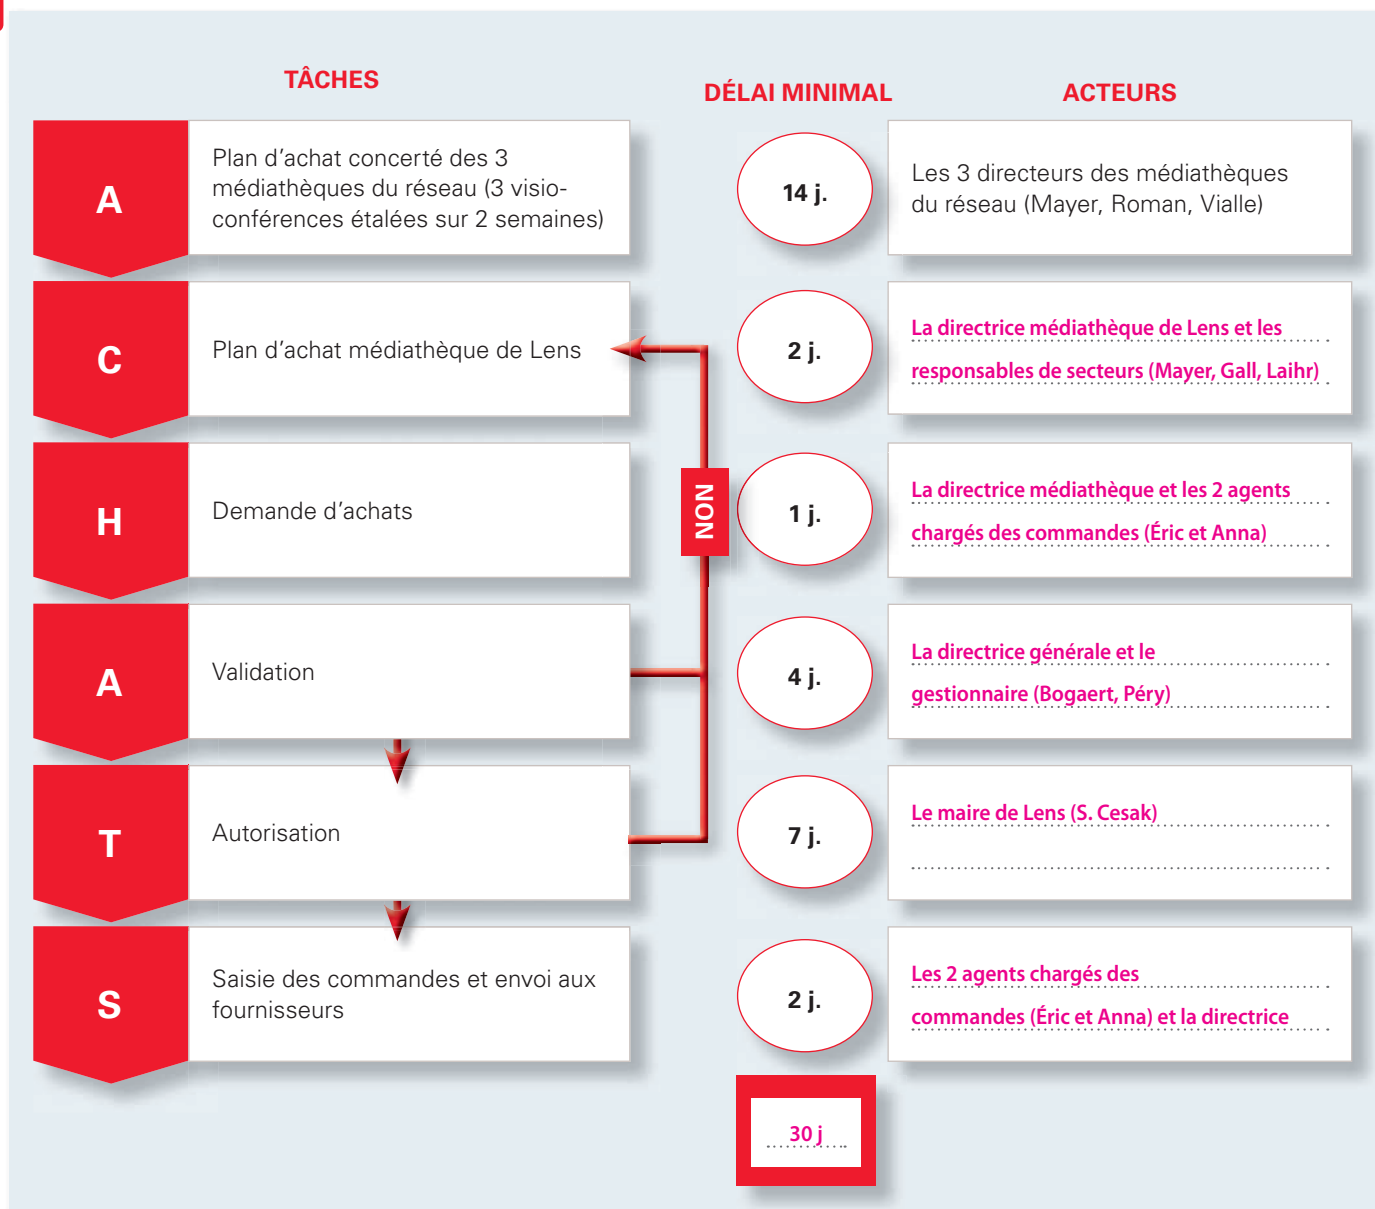 TÂCHES
DÉLAI MINIMAL
ACTEURS
A
Plan d'achat concerté des 3
médiathèques du réseau (3 visio-
conférences étalées sur 2 semaines)
14 j.
Les 3 directeurs des médiathèques
du réseau (Mayer, Roman, Vialle)
C
Plan d'achat médiathèque de Lens
2 j.
La directrice médiathèque de Lens et les
responsables de secteurs (Mayer, Gall, Laihr)
H
Demande d'achats
NON
1 j.
La directrice médiathèque et les 2 agents
chargés des commandes (Éric et Anna)
A
Validation
4 j.
La directrice générale et le
gestionnaire (Bogaert, Péry)
T
Autorisation
7 j.
Le maire de Lens (S. Cesak)
S
Saisie des commandes et envoi aux
fournisseurs
2 j.
Les 2 agents chargés des
commandes (Éric et Anna) et la directrice
30 j